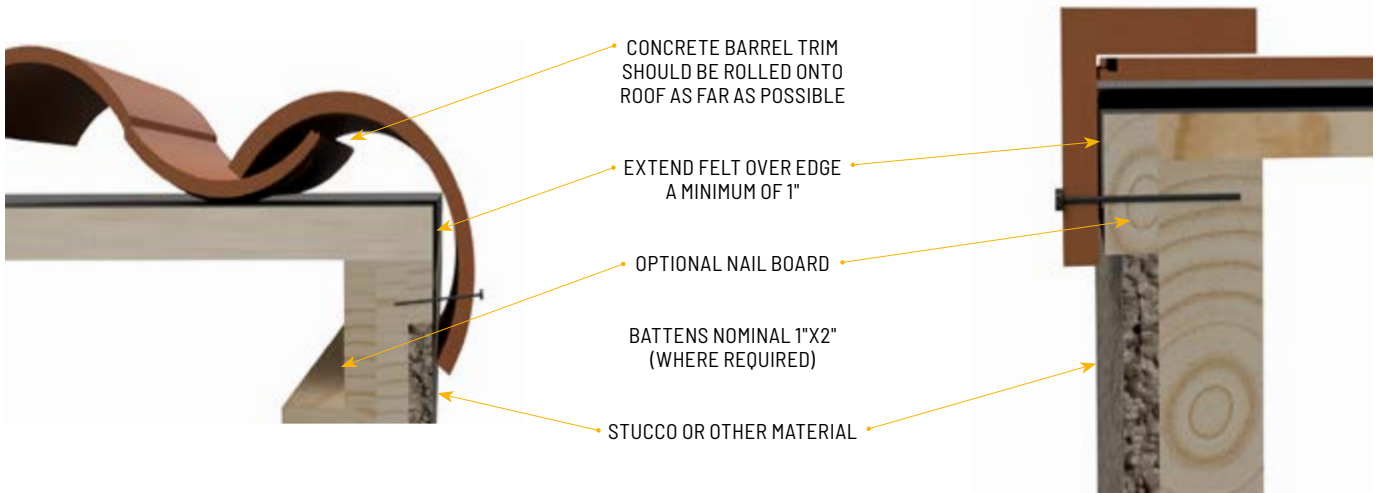 CONCRETE BARREL TRIM
SHOULD BE ROLLED ONTO
ROOF AS FAR AS POSSIBLE
EXTEND FELT OVER EDGE
A MINIMUM OF 1"
OPTIONAL NAIL BOARD
BATTENS NOMINAL 1"X2"
(WHERE REQUIRED)
STUCCO OR OTHER MATERIAL